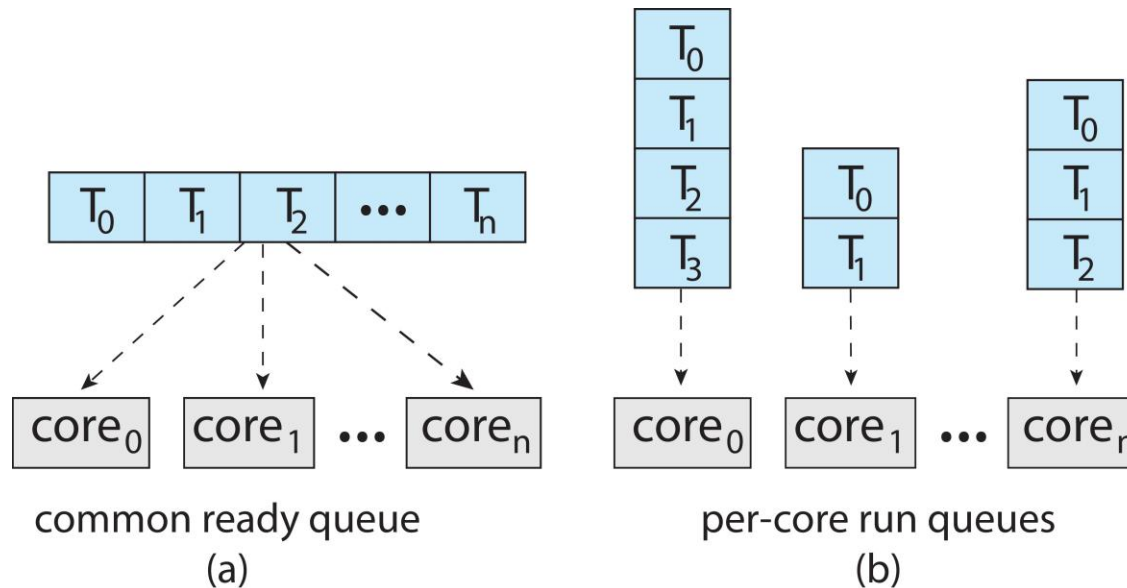 T₀ T₁ T₂ ••• Tₙ
core₀ core₁ ••• coreₙ
common ready queue
(a)
T₀
T₁
T₂
T₃
T₀
T₁
T₀
T₁
T₂
core₀ core₁ ••• coreₙ
per-core run queues
(b)